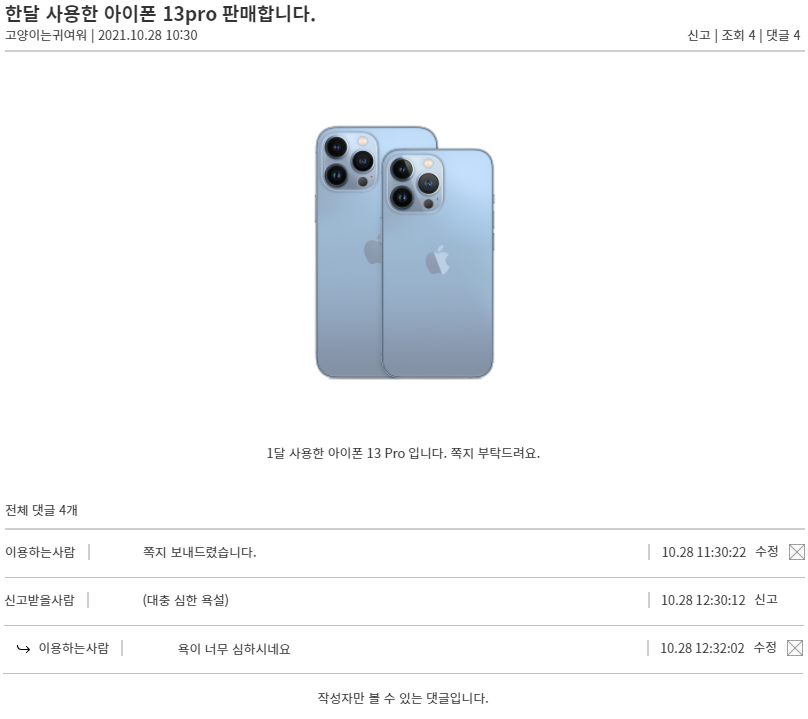 한달 사용한 아이폰 13pro 판매합니다.
고양이는귀여워 | 2021.10.28 10:30 신고 | 조회 4 | 댓글 4
1달 사용한 아이폰 13 Pro 입니다. 쪽지 부탁드려요.
전체 댓글 4개
이용하는사람 쪽지 보내드렸습니다. 10.28 11:30:22 수정
신고받을사람 (대충 심한 욕설) 10.28 12:30:12 신고
이용하는사람 욕이 너무 심하시네요 10.28 12:32:02 수정
작성자만 볼 수 있는 댓글입니다.